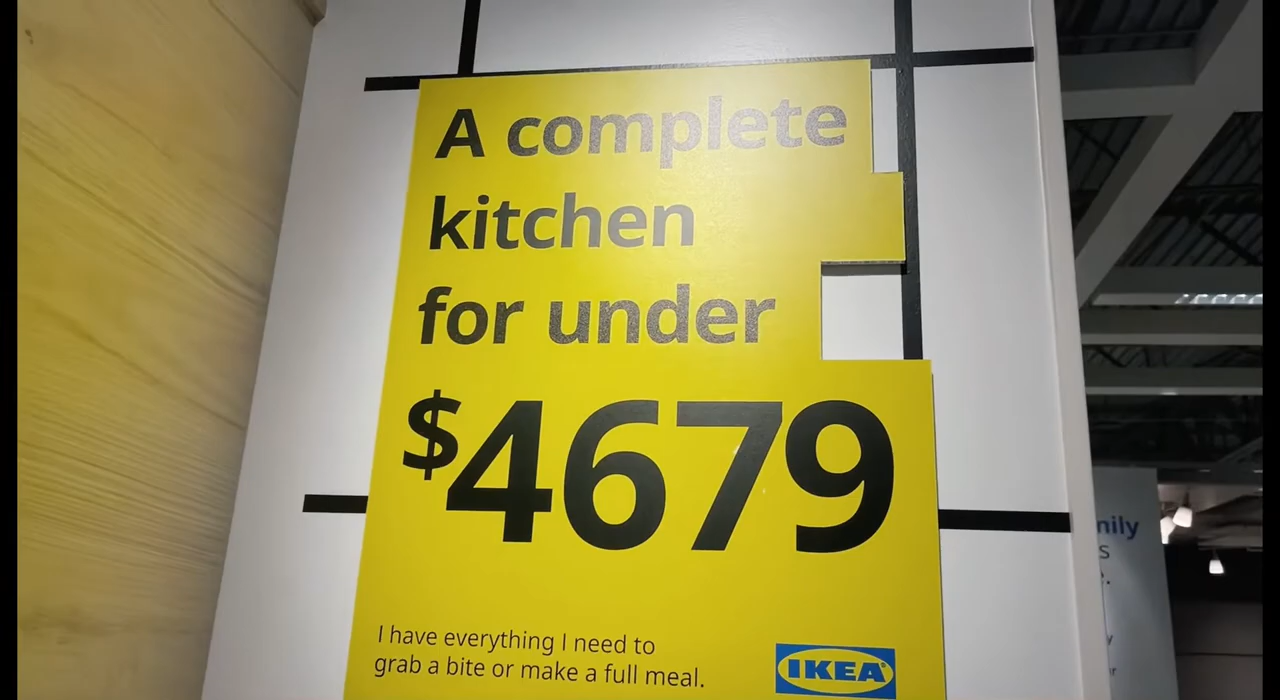 A complete
kitchen
for under
$4679
I have everything I need to
grab a bite or make a full meal.
IKEA